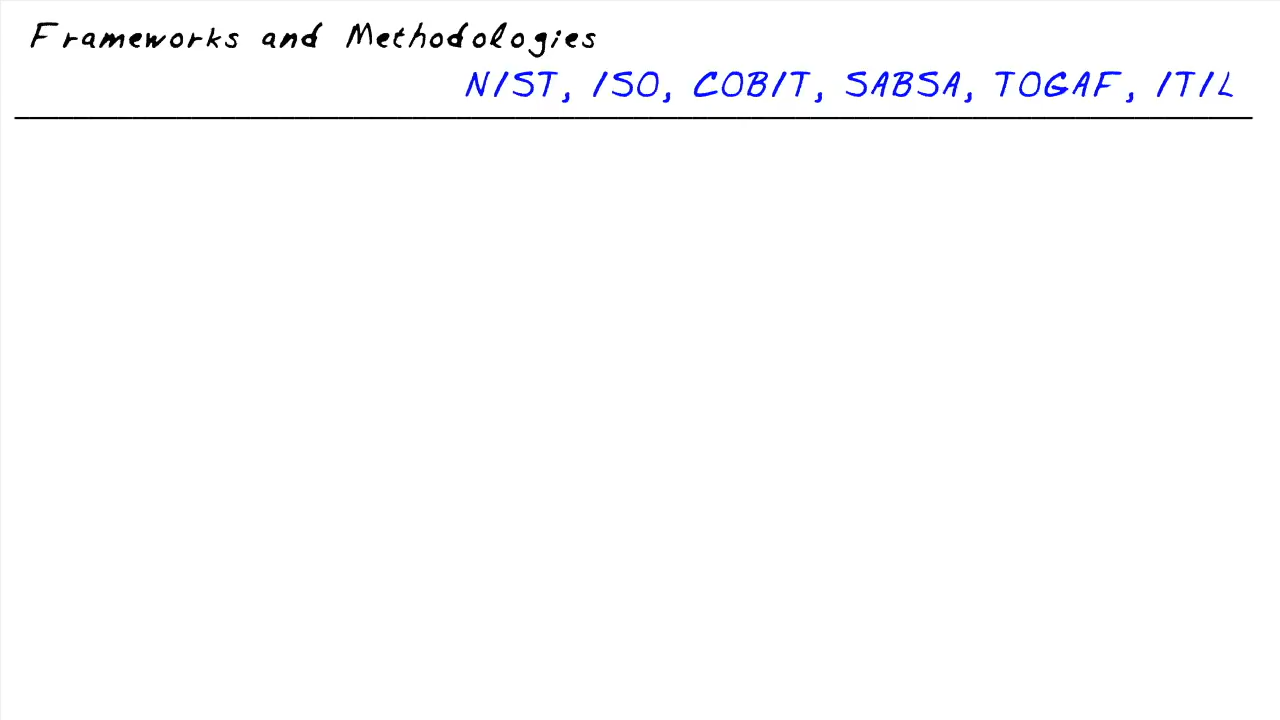 Frameworks and Methodologies
NIST, ISO, COBIT, SABSA, TOGAF, ITIL